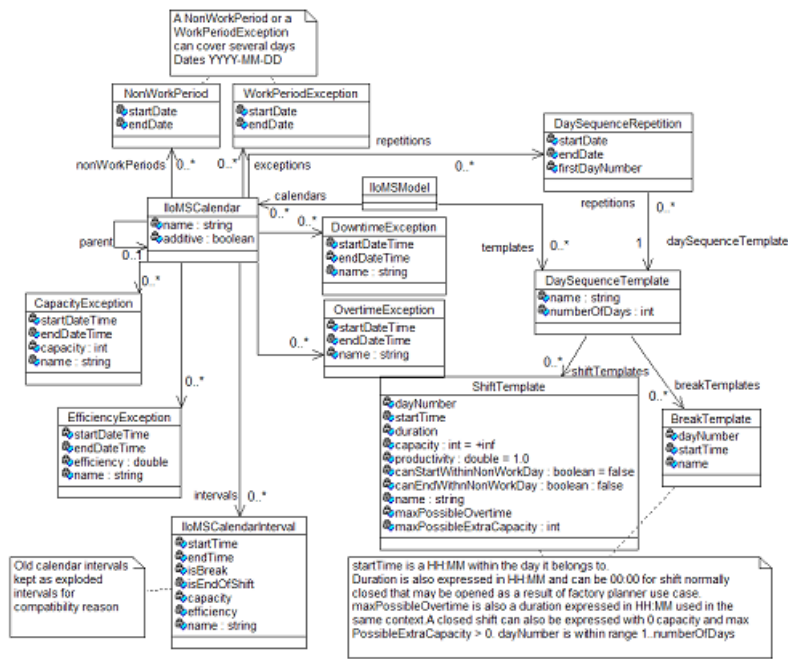 A NonWorkPeriod or a
WorkPeriodException
can cover several days
Dates YYYY-MM-DD
NonWorkPeriod
startDate
endDate
WorkPeriodException
startDate
endDate
DaySequenceRepetition
startDate
endDate
firstDayNumber
repetitions
0..*
nonWorkPeriods
0..*
0..*
exceptions
IloMSModel
calendars
0..*
IloMSCalendar
name : string
additive : boolean
parent
0..1
0..*
DowntimeException
startDateTime
endDateTime
name : string
templates
0..*
repetitions
0..*
1
daySequenceTemplate
DaySequenceTemplate
name : string
numberOfDays : int
0..*
CapacityException
startDateTime
endDateTime
capacity : int
name : string
OvertimeException
startDateTime
endDateTime
name : string
0..*
0..*
shiftTemplates
0..*
breakTemplates
0..*
EfficiencyException
startDateTime
endDateTime
efficiency : double
name : string
ShiftTemplate
dayNumber
startTime
duration
capacity : int = +inf
productivity : double = 1.0
canStartWithinNonWorkDay : boolean = false
canEndWithnNonWorkDay : boolean : false
name : string
maxPossibleOvertime
maxPossibleExtraCapacity : int
BreakTemplate
dayNumber
startTime
name
intervals
0..*
IloMSCalendarInterval
startTime
endTime
isBreak
isEndOfShift
capacity
efficiency
name : string
Old calendar intervals
kept as exploded
intervals for
compatibility reason
startTime is a HH:MM within the day it belongs to.
Duration is also expressed in HH:MM and can be 00:00 for shift normally
closed that may be opened as a result of factory planner use case.
maxPossibleOvertime is also a duration expressed in HH:MM used in the
same context.A closed shift can also be expressed with 0 capacity and max
PossibleExtraCapacity > 0. dayNumber is within range 1..numberOfDays